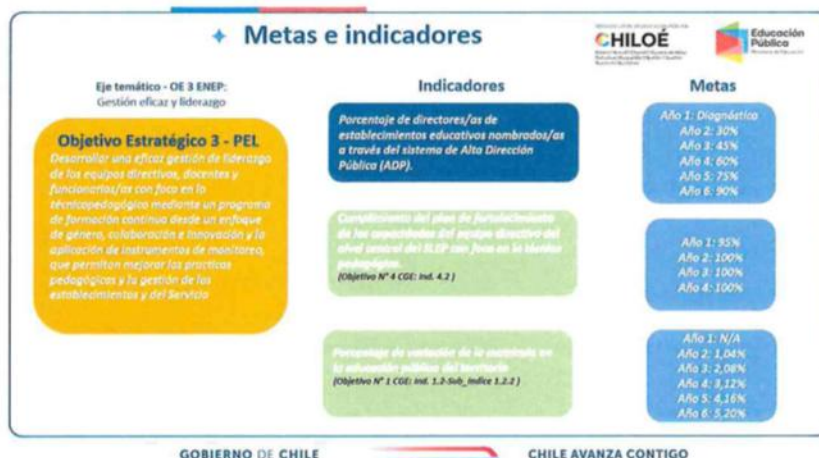 Metas e indicadores
CHILOÉ
Educación
Pública
Eje temático - OE 3 ENEP:
Gestión eficaz y liderazgo
Objetivo Estratégico 3 - PEL
Desarrollar una eficaz gestión de liderazgo
de los equipos directivos, docentes y
funcionarios/as con foco en lo
técnicopedagógico mediante un programa
de formación continua desde un enfoque
de género, colaboración e innovación y la
aplicación de instrumentos de monitoreo,
que permitan mejorar las prácticas
pedagógicas y la gestión de los
establecimientos y del Servicio
Indicadores
Porcentaje de directores/as de
establecimientos educativos nombrados/as
a través del sistema de Alta Dirección
Pública (ADP).
Cumplimiento del plan de fortalecimiento
de las capacidades del equipo directivo del
nivel central del SLEP con foco en lo técnico
pedagógico
(Objetivo N° 4 CGE: Ind. 4.2 )
Porcentaje de variación de la matrícula en
la educación pública del territorio
(Objetivo N° 1 CGE: Ind. 1.2-Sub_indice 1.2.2 )
Metas
Año 1: Diagnóstico
Año 2: 30%
Año 3: 45%
Año 4: 60%
Año 5: 75%
Año 6: 90%
Año 1: 95%
Año 2: 100%
Año 3: 100%
Año 4: 100%
Año 1: N/A
Año 2: 1,04%
Año 3: 2,08%
Año 4: 3,12%
Año 5: 4,16%
Año 6: 5,20%
GOBIERNO DE CHILE
CHILE AVANZA CONTIGO